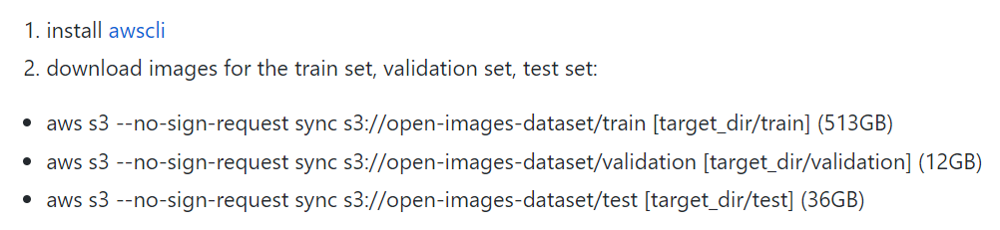 1. install awscli
2. download images for the train set, validation set, test set:
• aws s3 --no-sign-request sync s3://open-images-dataset/train [target_dir/train] (513GB)
• aws s3 --no-sign-request sync s3://open-images-dataset/validation [target_dir/validation] (12GB)
• aws s3 --no-sign-request sync s3://open-images-dataset/test [target_dir/test] (36GB)